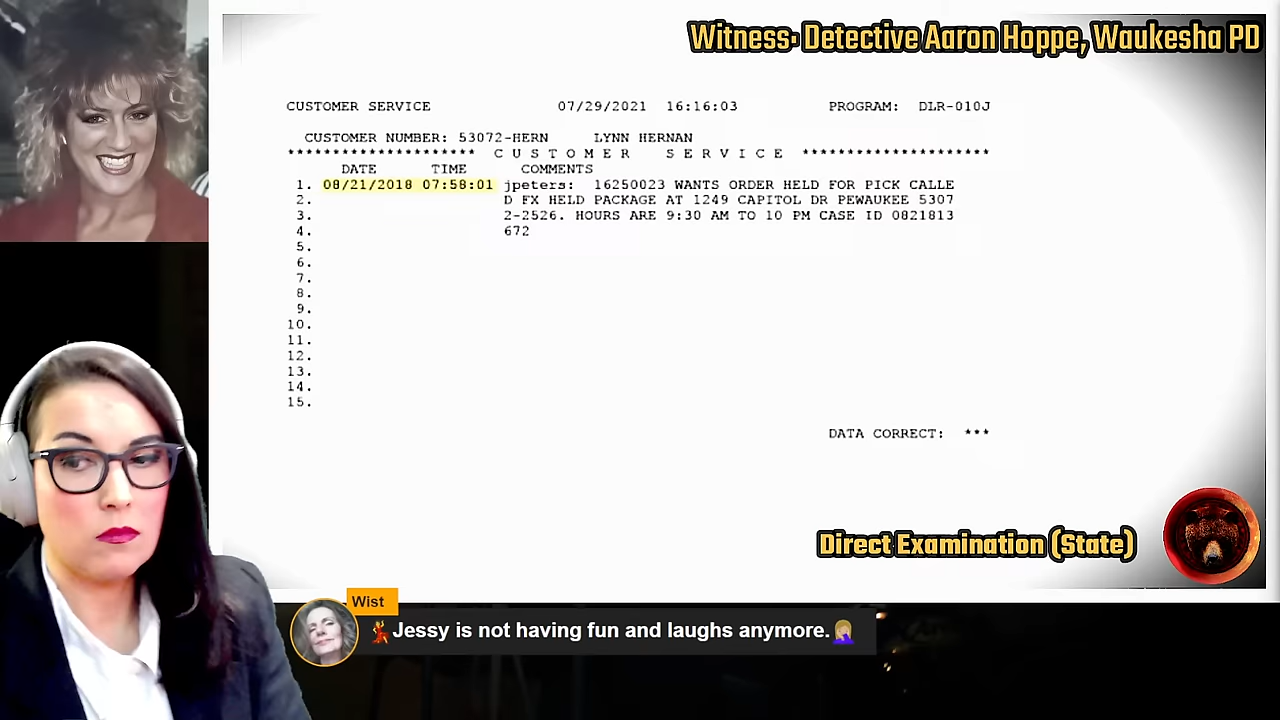 Witness: Detective Aaron Hoppe, Waukesha PD
CUSTOMER SERVICE 07/29/2021 16:16:03 PROGRAM: DLR-010J
CUSTOMER NUMBER: 53072-HERN LYNN HERNAN
********************* C U S T O M E R S E R V I C E *********************
DATE TIME COMMENTS
1. 08/21/2018 07:58:01 jpeters: 16250023 WANTS ORDER HELD FOR PICK CALLE
2. D FX HELD PACKAGE AT 1249 CAPITOL DR PEWAUKEE 5307
3. 2-2526. HOURS ARE 9:30 AM TO 10 PM CASE ID 0821813
4. 672
5.
6.
7.
8.
9.
10.
11.
12.
13.
14.
15.
DATA CORRECT: ***
Direct Examination (State)
Wist
Jessy is not having fun and laughs anymore.